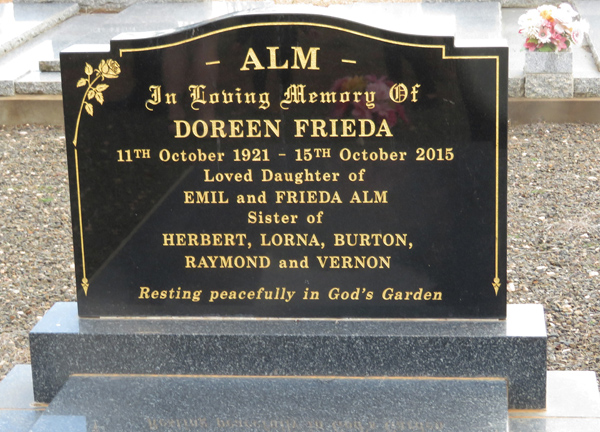 – ALM –
In Loving Memory Of
DOREEN FRIEDA
11TH October 1921 – 15TH October 2015
Loved Daughter of
EMIL and FRIEDA ALM
Sister of
HERBERT, LORNA, BURTON,
RAYMOND and VERNON
Resting peacefully in God's Garden